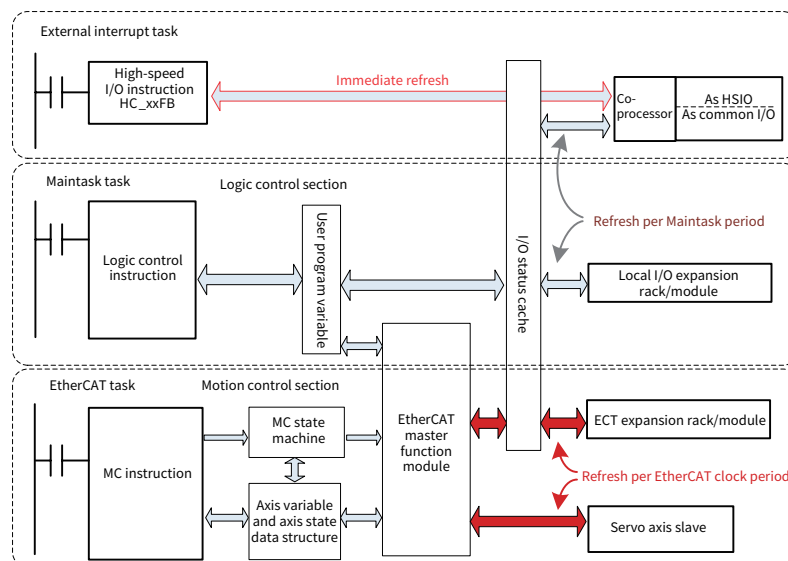 External interrupt task
High-speed
I/O instruction
HC_xxFB
Immediate refresh
Co-
processor
As HSIO
As common I/O
Maintask task
Logic control section
Logic control
instruction
User program variable
I/O status cache
Refresh per Maintask period
Local I/O expansion
rack/module
EtherCAT task
Motion control section
MC instruction
MC state
machine
Axis variable
and axis state
data structure
EtherCAT
master
function
module
ECT expansion rack/module
Refresh per EtherCAT clock period
Servo axis slave